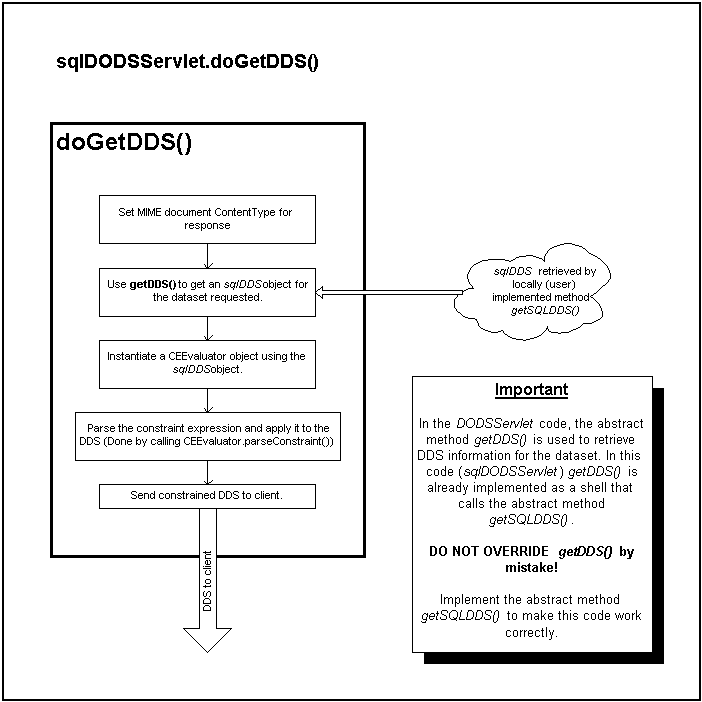 sqlDODSServlet.doGetDDS()
doGetDDS()
Set MIME document ContentType for
response
Use getDDS() to get an sqlDDSobject for
the dataset requested.
Instantiate a CEEvaluator object using the
sqlDDSobject.
Parse the constraint expression and apply it to the
DDS (Done by calling CEEvaluator.parseConstraint())
Send constrained DDS to client.
DDS to client
sqlDDS retrieved by
locally (user)
implemented method
getSQLDDS()
Important
In the DODSServlet code, the abstract
method getDDS() is used to retrieve
DDS information for the dataset. In this
code (sqlDODSServlet) getDDS() is
already implemented as a shell that
calls the abstract method
getSQLDDS().
DO NOT OVERRIDE getDDS() by
mistake!
Implement the abstract method
getSQLDDS() to make this code work
correctly.